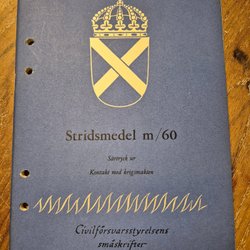 Stridsmedel m/60
Särtryck ur
Kontakt med krigsmakten
Civilförsvarsstyrelsens
småskrifter